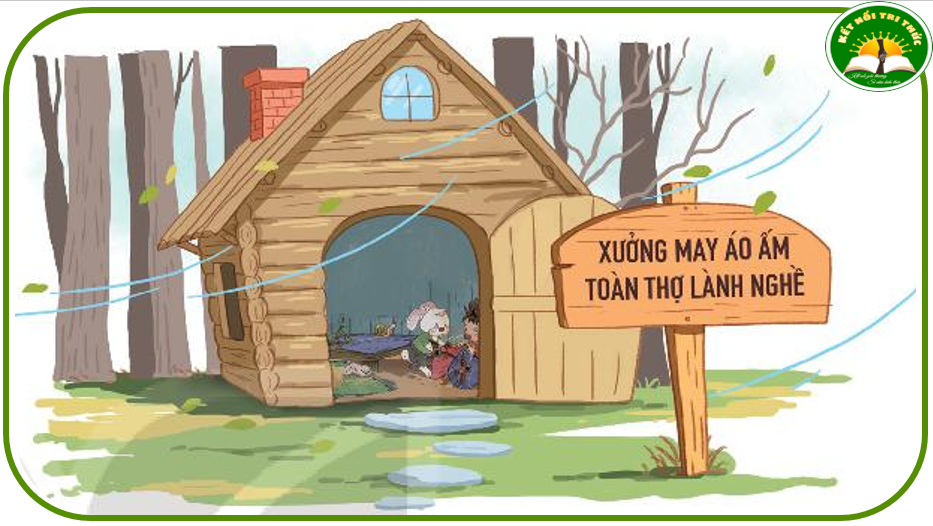 KẾT NỐI TRI THỨC
XƯỞNG MAY ÁO ẤM
TOÀN THỢ LÀNH NGHỀ